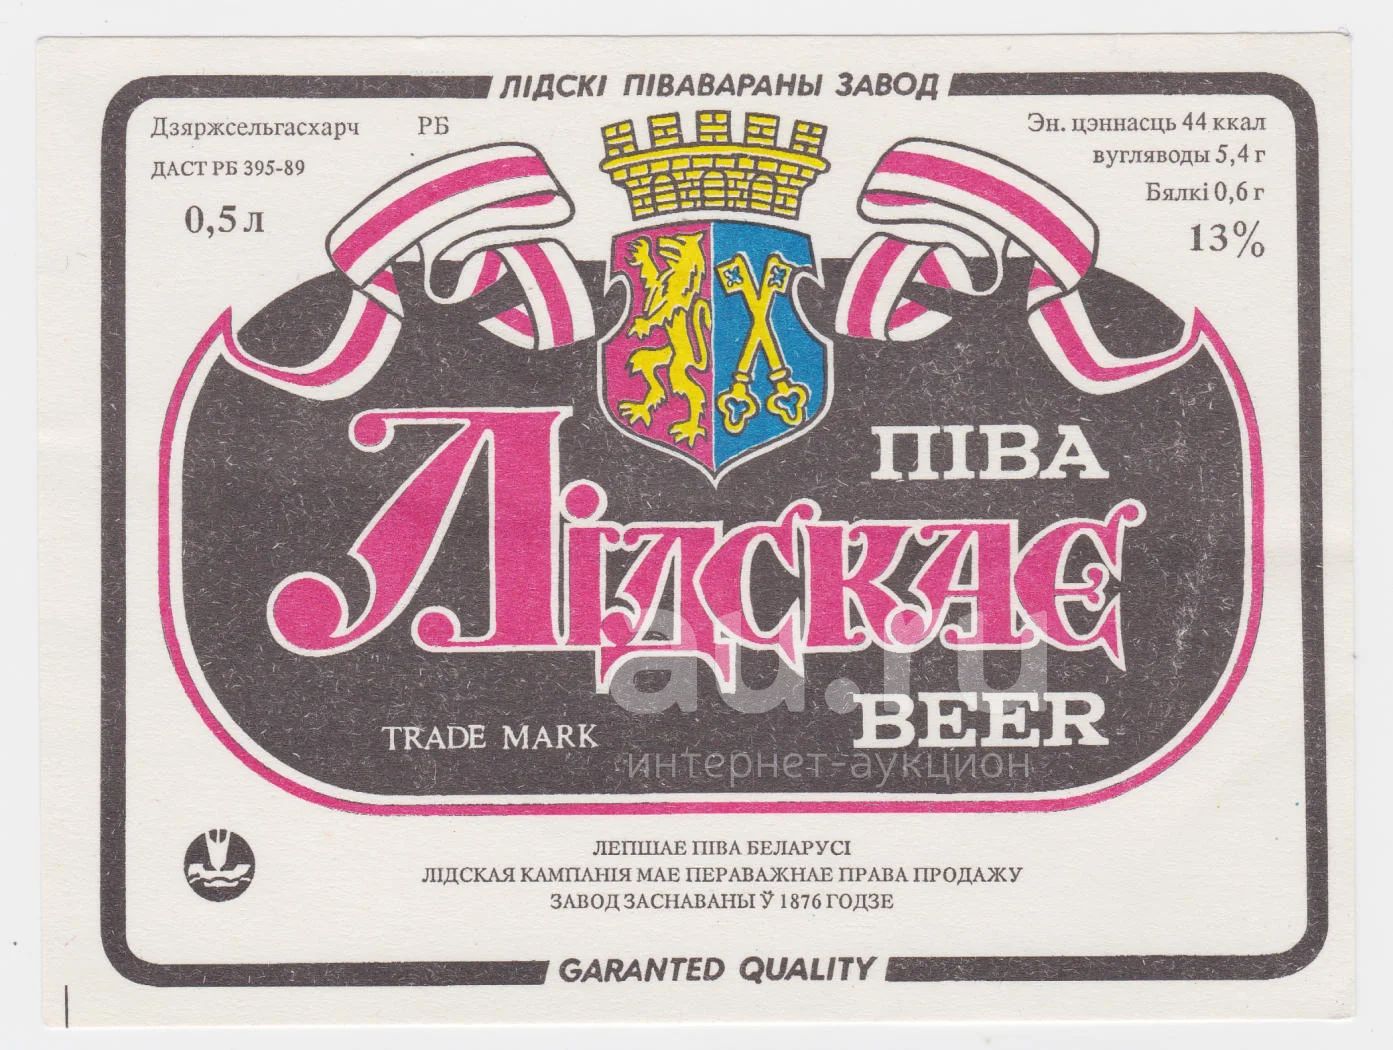 ЛІДСКІ ПІВАВАРАНЫ ЗАВОД
Дзяржсельгасхарч РБ
ДАСТ РБ 395-89
0,5 л
Эн. цэннасць 44 ккал
вугляводы 5,4 г
Бялкі 0,6 г
13%
ПІВА
ЛІДСКАЕ
BEER
TRADE MARK
au.ru
интернет-аукцион
ЛЕПШАЕ ПІВА БЕЛАРУСІ
ЛІДСКАЯ КАМПАНІЯ МАЕ ПЕРАВАЖНАЕ ПРАВА ПРОДАЖУ
ЗАВОД ЗАСНАВАНЫ Ў 1876 ГОДЗЕ
GARANTED QUALITY